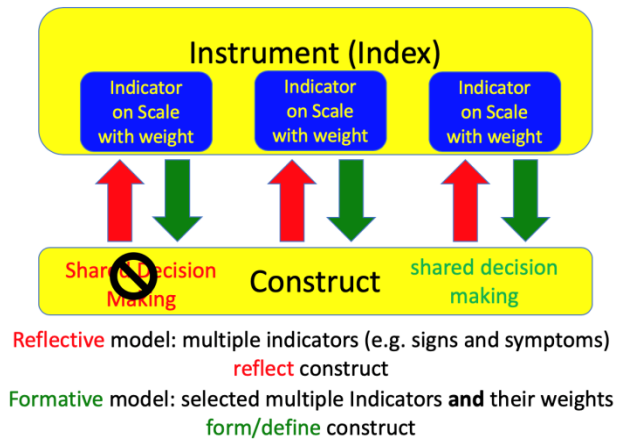 Instrument (Index)
Indicator
on Scale
with weight
Indicator
on Scale
with weight
Indicator
on Scale
with weight
Shared Decision
Making
Construct
shared decision
making
Reflective model: multiple indicators (e.g. signs and symptoms)
reflect construct
Formative model: selected multiple Indicators and their weights
form/define construct